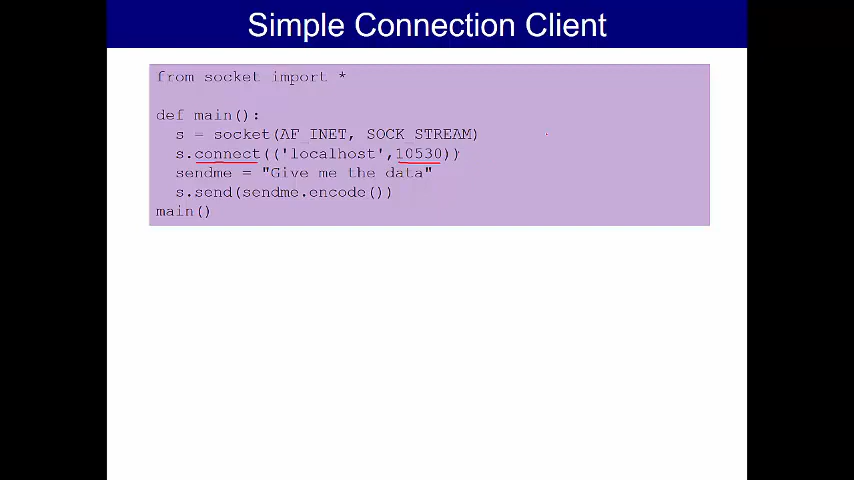 Simple Connection Client
from socket import *
def main():
s = socket(AF_INET, SOCK_STREAM)
s.connect(('localhost',10530))
sendme = "Give me the data"
s.send(sendme.encode())
main()